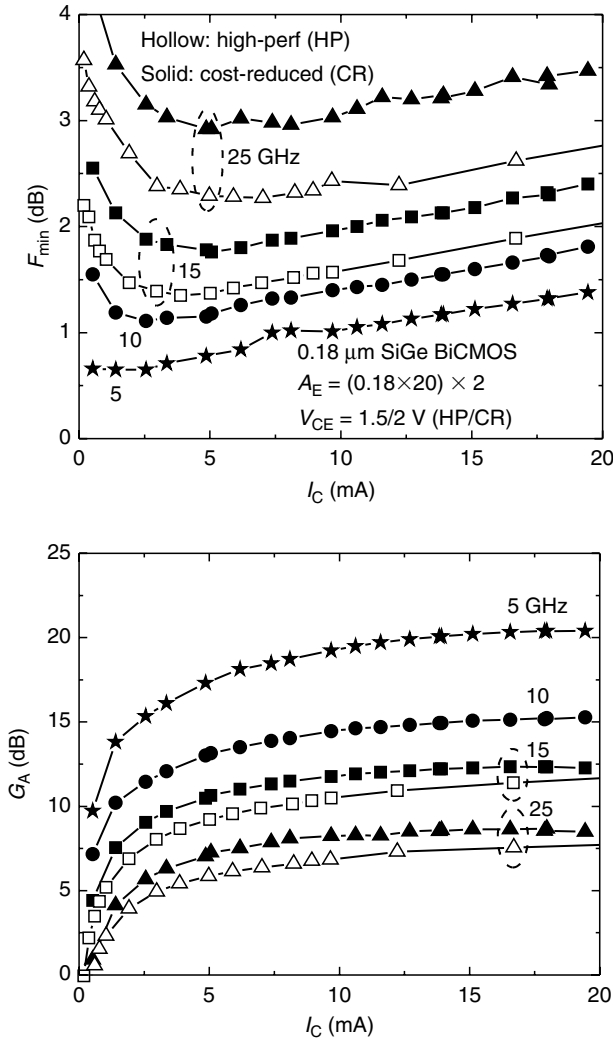 4
3
2
1
0
F_min (dB)
Hollow: high-perf (HP)
Solid: cost-reduced (CR)
25 GHz
15
10
5
0.18 μm SiGe BiCMOS
A_E = (0.18×20) × 2
V_CE = 1.5/2 V (HP/CR)
0 5 10 15 20
I_C (mA)
25
20
15
10
5
0
G_A (dB)
5 GHz
10
15
25
0 5 10 15 20
I_C (mA)